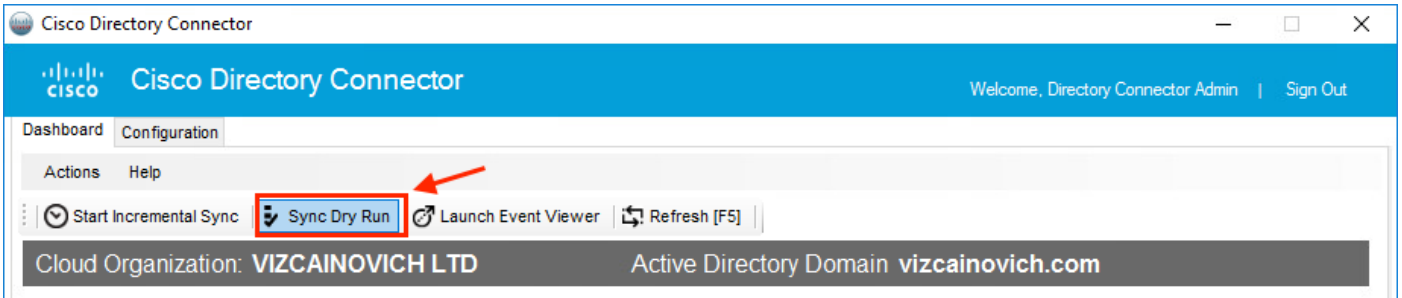 Cisco Directory Connector
CISCO Cisco Directory Connector Welcome, Directory Connector Admin | Sign Out
Dashboard Configuration
Actions Help
Start Incremental Sync Sync Dry Run Launch Event Viewer Refresh [F5]
Cloud Organization: VIZCAINOVICH LTD Active Directory Domain vizcainovich.com